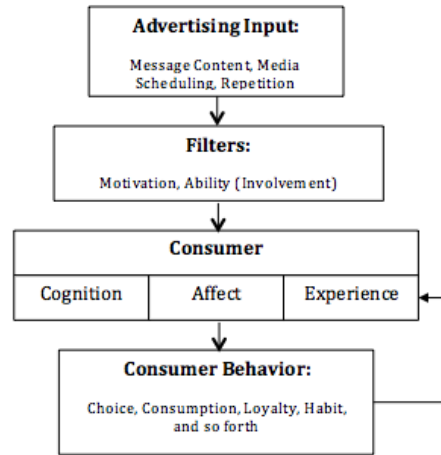 Advertising Input:
Message Content, Media
Scheduling, Repetition
Filters:
Motivation, Ability (Involvement)
Consumer
Cognition Affect Experience
Consumer Behavior:
Choice, Consumption, Loyalty, Habit,
and so forth